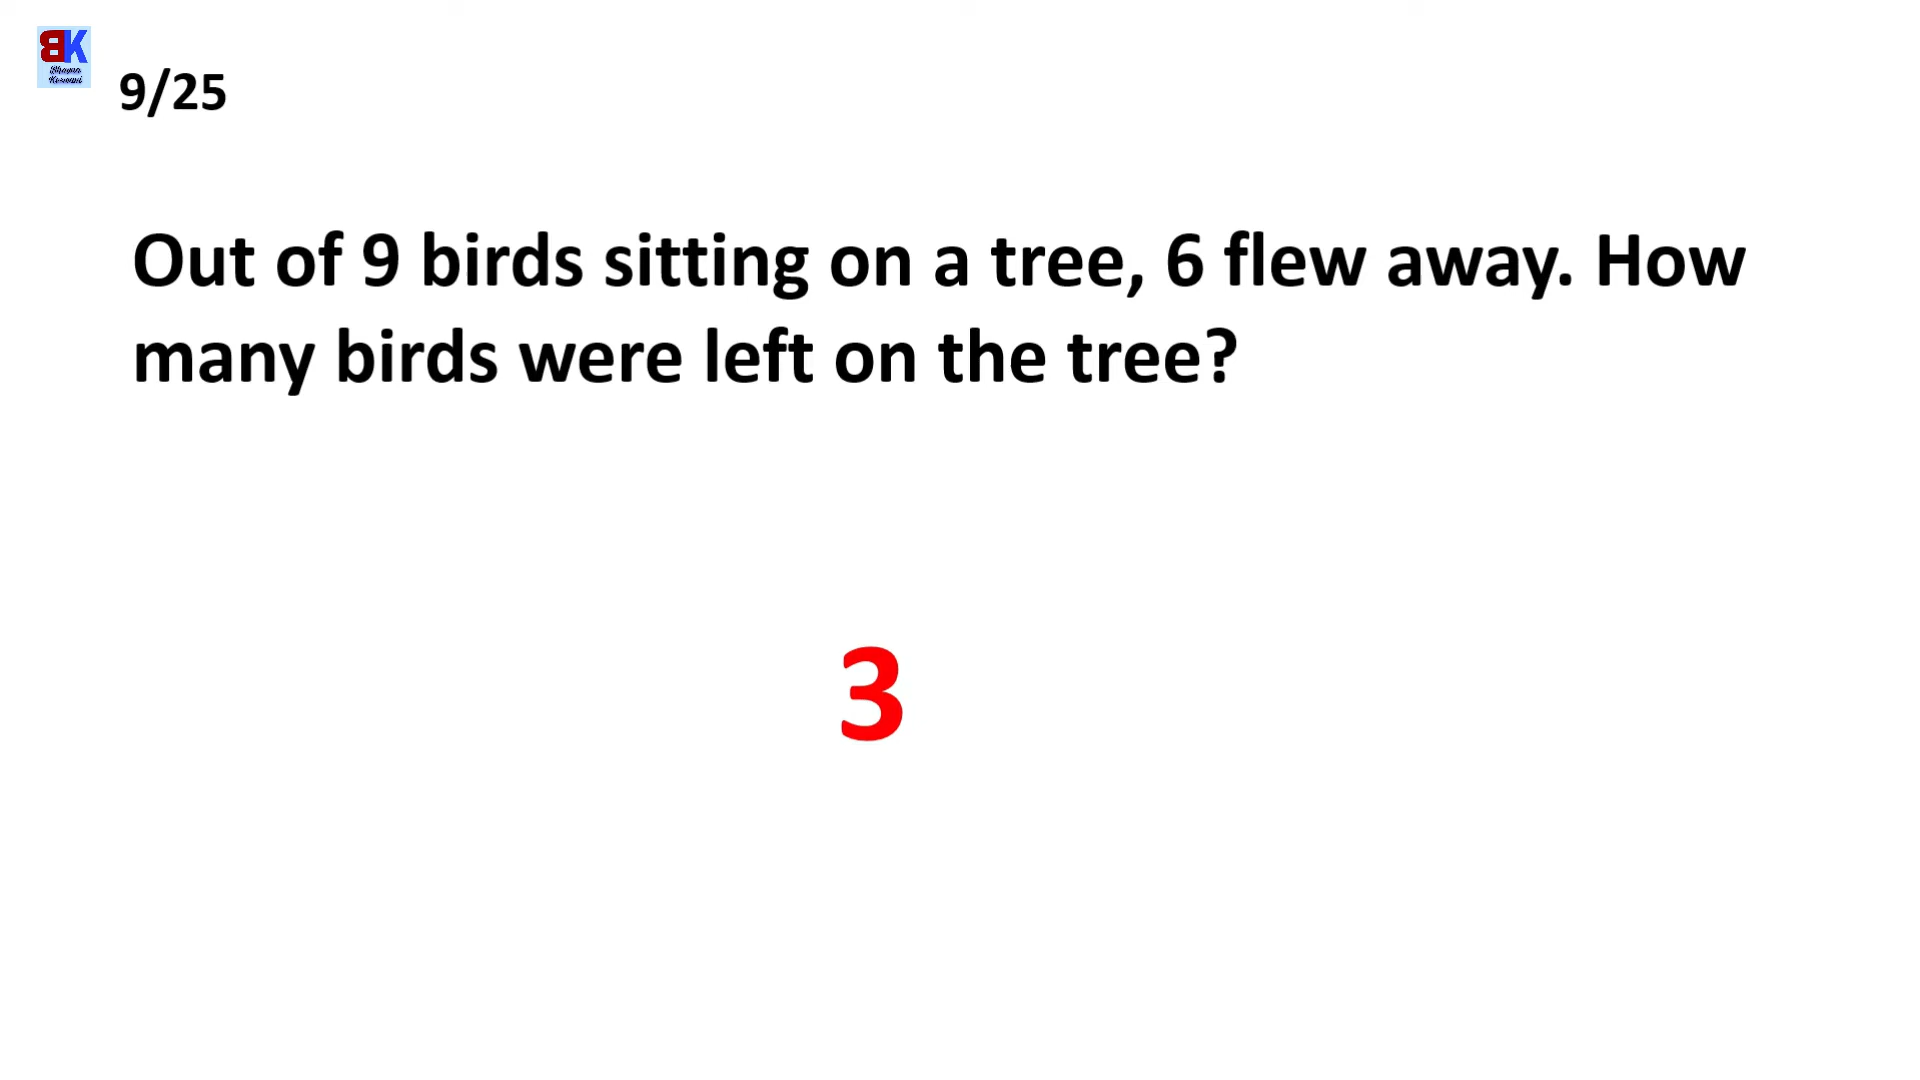 BK
9/25
Out of 9 birds sitting on a tree, 6 flew away. How
many birds were left on the tree?
3